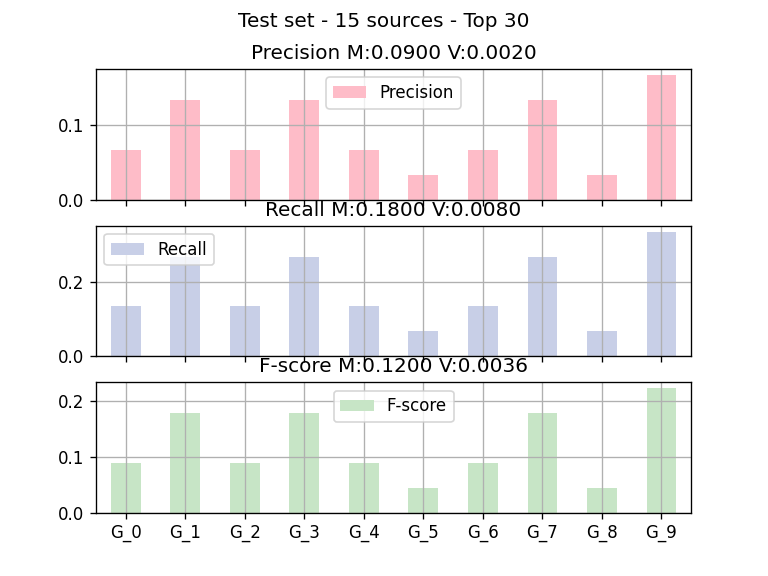 Test set - 15 sources - Top 30
Precision M:0.0900 V:0.0020
Precision
0.1
0.0
Recall M:0.1800 V:0.0080
Recall
0.2
0.0
F-score M:0.1200 V:0.0036
F-score
0.2
0.1
0.0
G_0 G_1 G_2 G_3 G_4 G_5 G_6 G_7 G_8 G_9